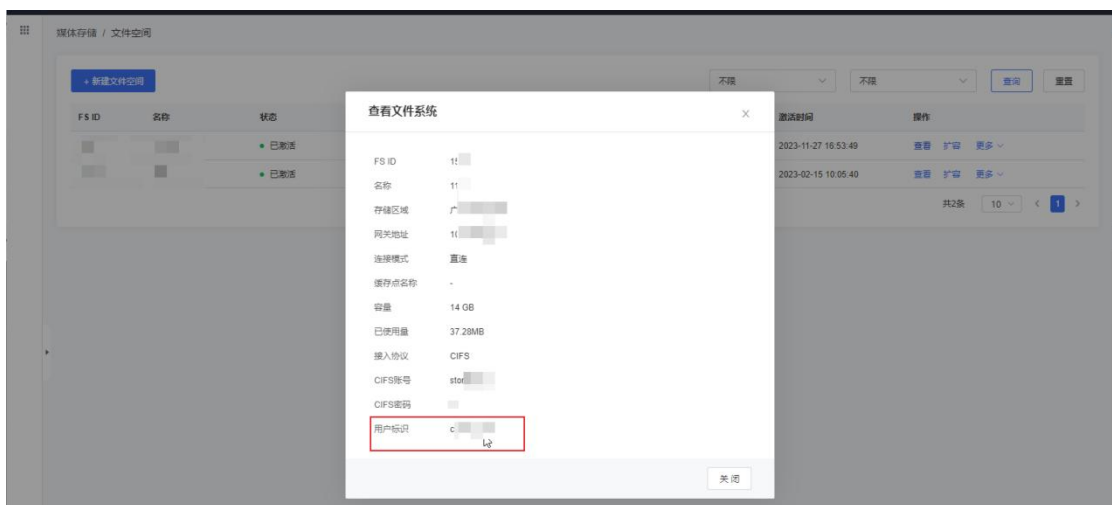 媒体存储 / 文件空间
+ 新建文件空间
不限
不限
查询
重置
FS ID 名称 状态 激活时间 操作
已激活 2023-11-27 16:53:49 查看 扩容 更多
已激活 2023-02-15 10:05:40 查看 扩容 更多
共2条 10 < 1 >
查看文件系统
FS ID 15
名称 11
存储区域 广
网关地址 10
连接模式 直连
缓存点名称 -
容量 14 GB
已使用量 37.28MB
接入协议 CIFS
CIFS账号 stor
CIFS密码
用户标识 c
关闭